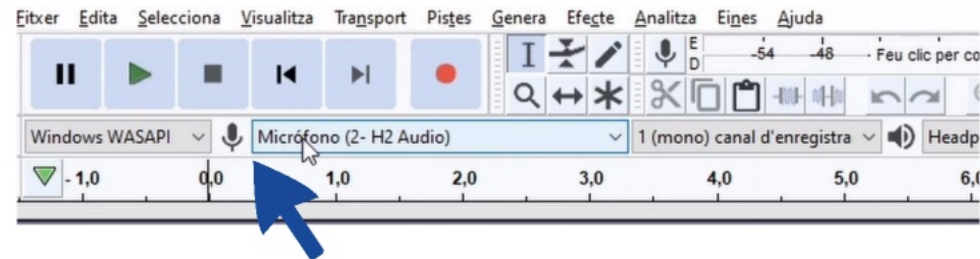 Fitxer Edita Selecciona Visualitza Transport Pistes Genera Efecte Analitza Eines Ajuda
E
D
-54 -48 Feu clic per co
Windows WASAPI Micrófono (2- H2 Audio) 1 (mono) canal d'enregistra Headp
-1,0 0,0 1,0 2,0 3,0 4,0 5,0 6,0